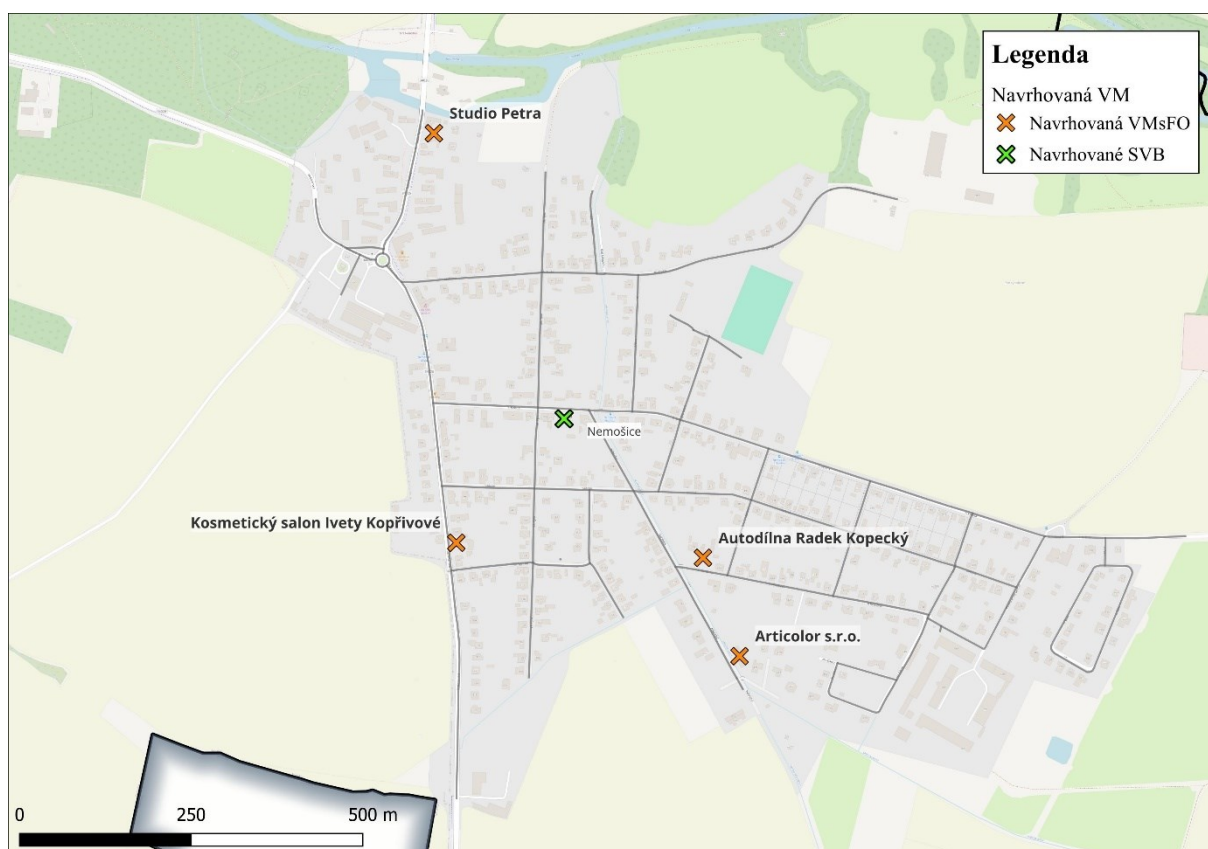 Legenda
Navrhovaná VM
Navrhovaná VMsFO
Navrhované SVB
Studio Petra
Nemošice
Kosmetický salon Ivety Kopřivové
Autodílna Radek Kopecký
Articolor s.r.o.
0 250 500 m